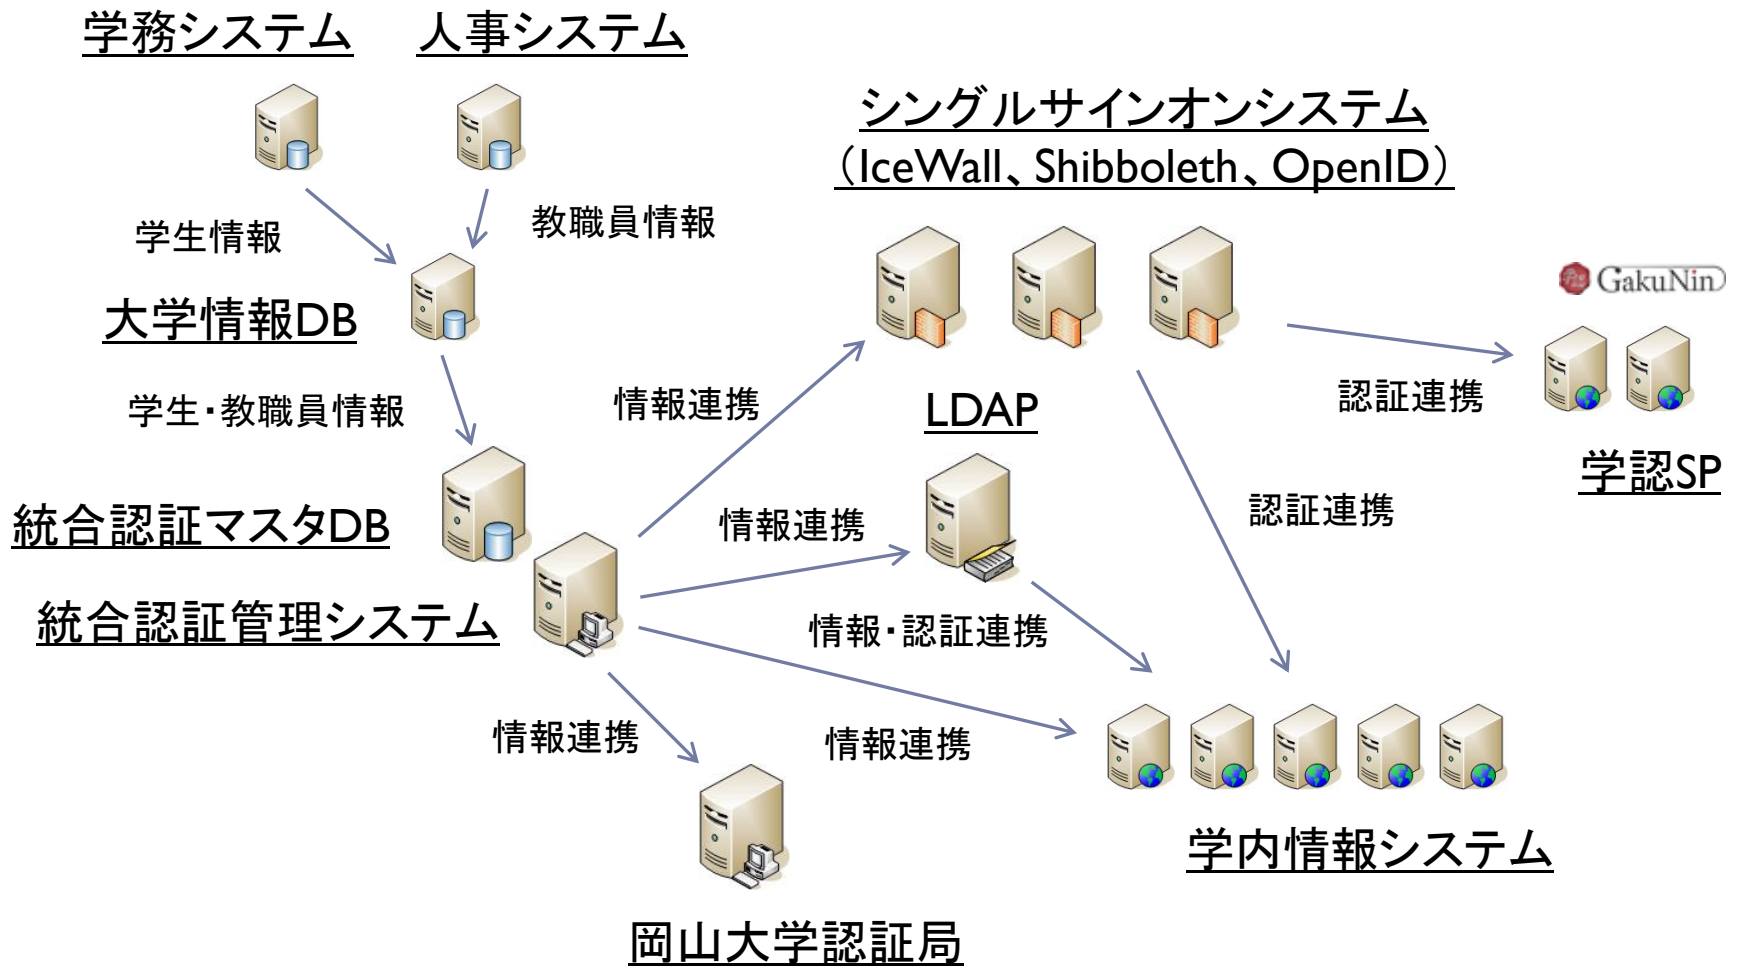 学務システム
人事システム
シングルサインオンシステム
（IceWall、Shibboleth、OpenID）
学生情報
教職員情報
GakuNin
大学情報DB
学生・教職員情報
情報連携
LDAP
認証連携
学認SP
統合認証マスタDB
情報連携
認証連携
統合認証管理システム
情報・認証連携
情報連携
情報連携
学内情報システム
岡山大学認証局